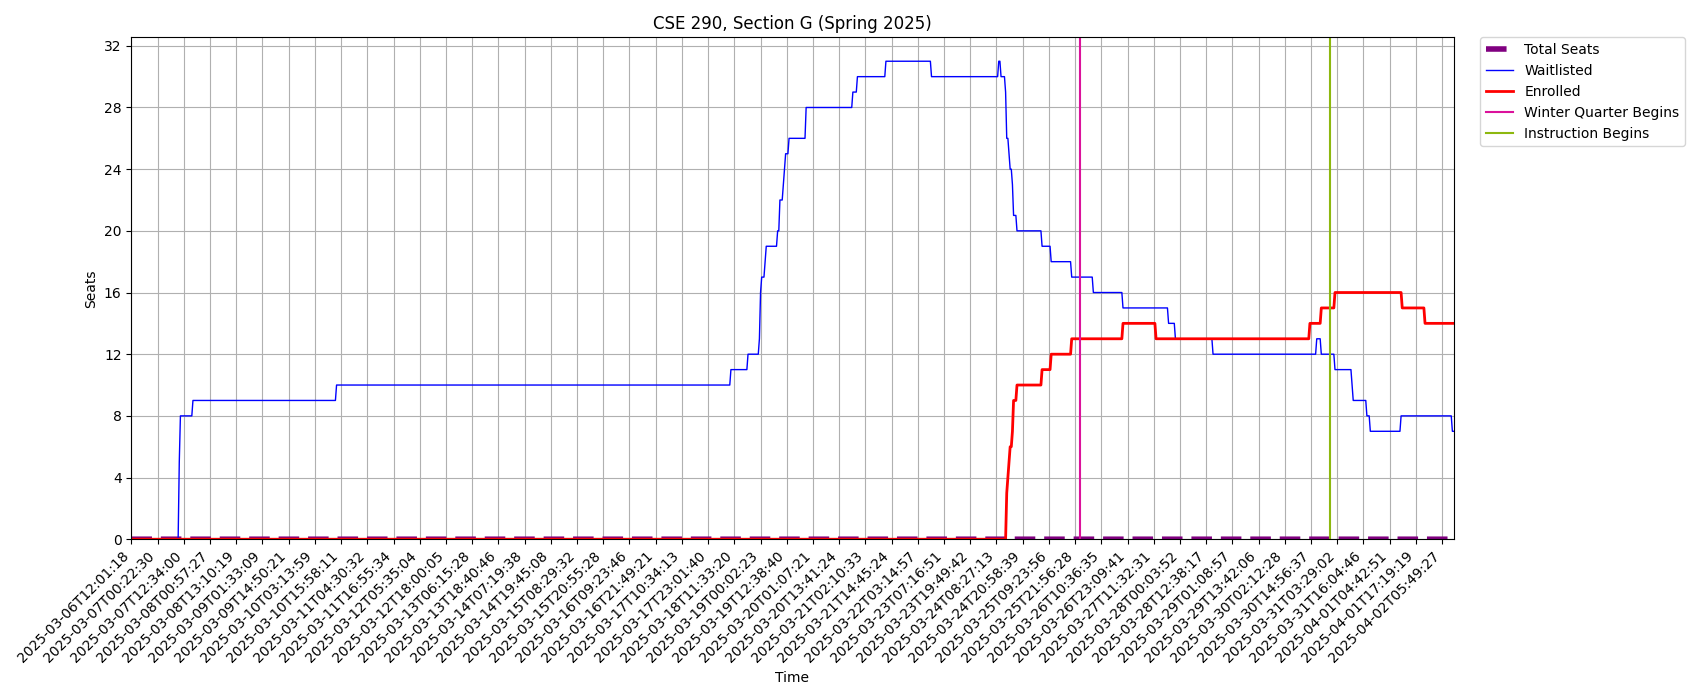 CSE 290, Section G (Spring 2025)
Total Seats
Waitlisted
Enrolled
Winter Quarter Begins
Instruction Begins
Seats
32
28
24
20
16
12
8
4
0
2025-03-06T12:01:18
2025-03-07T00:22:30
2025-03-07T12:34:00
2025-03-08T00:57:27
2025-03-08T13:10:19
2025-03-09T01:33:09
2025-03-09T14:50:21
2025-03-10T03:13:59
2025-03-10T15:58:11
2025-03-11T04:30:32
2025-03-11T16:55:34
2025-03-12T05:35:04
2025-03-12T18:00:05
2025-03-13T06:15:28
2025-03-13T18:40:46
2025-03-14T07:19:38
2025-03-14T19:45:08
2025-03-15T08:29:32
2025-03-15T20:55:28
2025-03-16T09:23:46
2025-03-16T21:49:21
2025-03-17T10:34:13
2025-03-17T23:01:40
2025-03-18T11:33:20
2025-03-19T00:02:23
2025-03-19T12:38:40
2025-03-20T01:07:21
2025-03-20T13:41:24
2025-03-21T02:10:33
2025-03-21T14:45:24
2025-03-22T03:14:57
2025-03-23T07:16:51
2025-03-23T19:49:42
2025-03-24T08:27:13
2025-03-24T20:58:39
2025-03-25T09:23:56
2025-03-25T21:56:28
2025-03-26T10:36:35
2025-03-26T23:09:41
2025-03-27T11:32:31
2025-03-28T00:03:52
2025-03-28T12:38:17
2025-03-29T01:08:57
2025-03-29T13:42:06
2025-03-30T02:12:28
2025-03-30T14:56:37
2025-03-31T03:29:02
2025-03-31T16:04:46
2025-04-01T04:42:51
2025-04-01T17:19:19
2025-04-02T05:49:27
Time